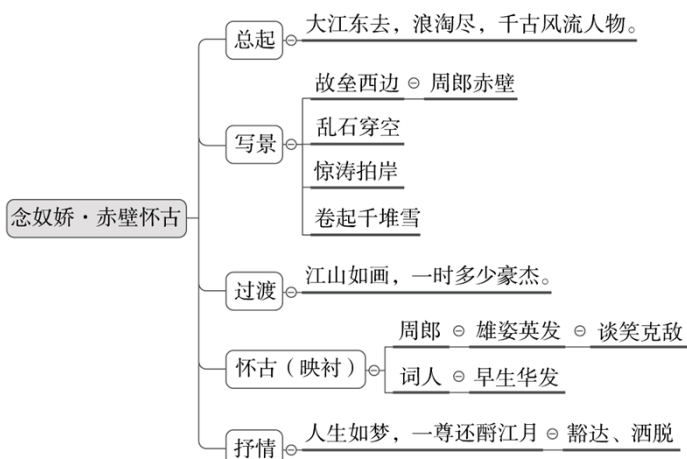 念奴娇·赤壁怀古
总起
大江东去，浪淘尽，千古风流人物。
写景
故垒西边
周郎赤壁
乱石穿空
惊涛拍岸
卷起千堆雪
过渡
江山如画，一时多少豪杰。
怀古（映衬）
周郎
雄姿英发
谈笑克敌
词人
早生华发
抒情
人生如梦，一尊还酹江月
豁达、洒脱